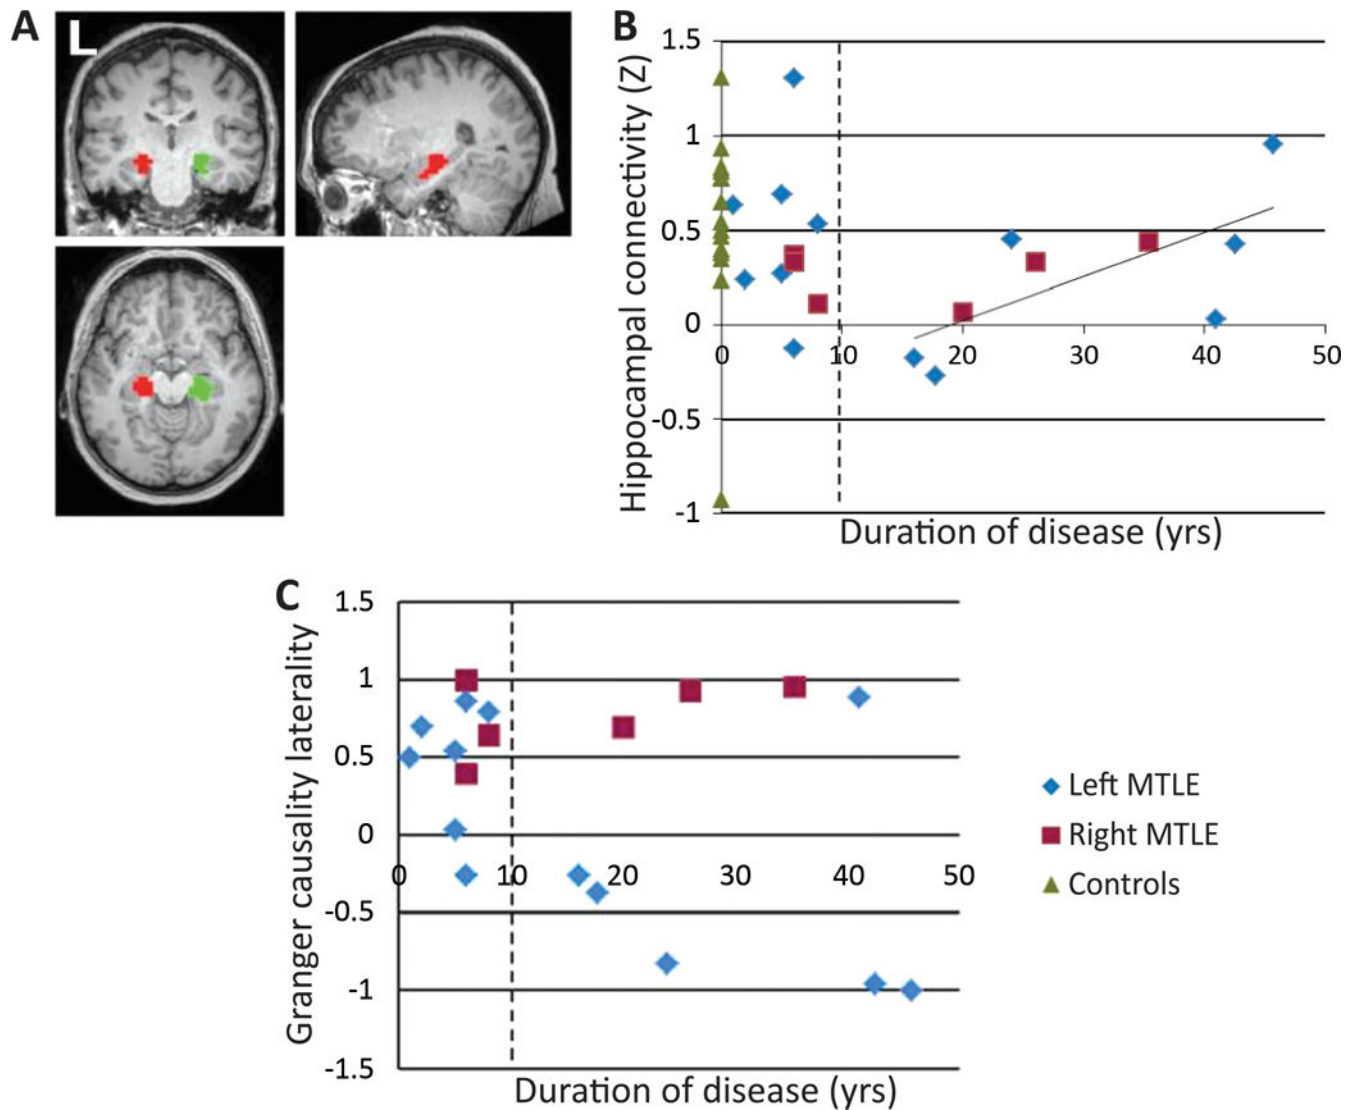 A
L
B
Hippocampal connectivity (Z)
1.5
1
0.5
0
-0.5
-1
0 10 20 30 40 50
Duration of disease (yrs)
C
Granger causality laterality
1.5
1
0.5
0
-0.5
-1
-1.5
0 10 20 30 40 50
Duration of disease (yrs)
Left MTLE
Right MTLE
Controls